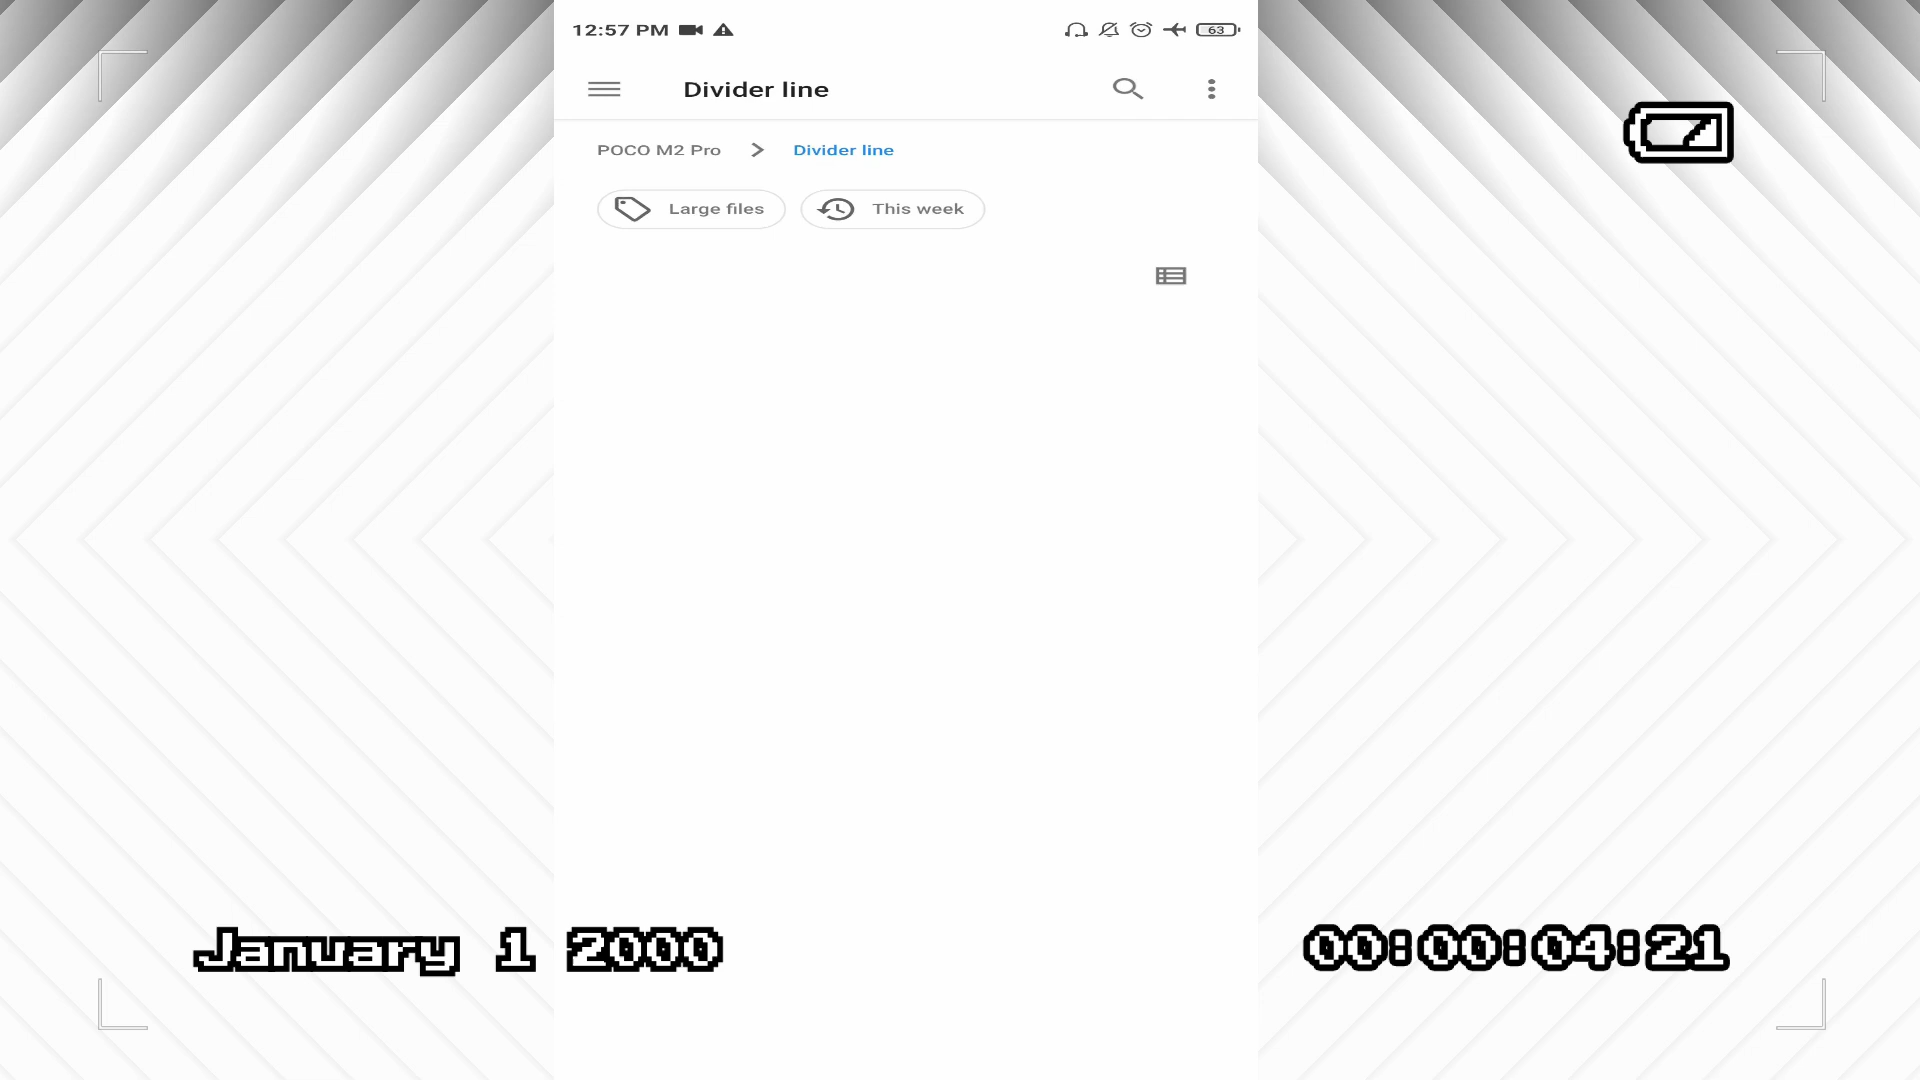 12:57 PM 63
Divider line
POCO M2 Pro > Divider line
Large files This week
January 1 2000 00:00:04:21